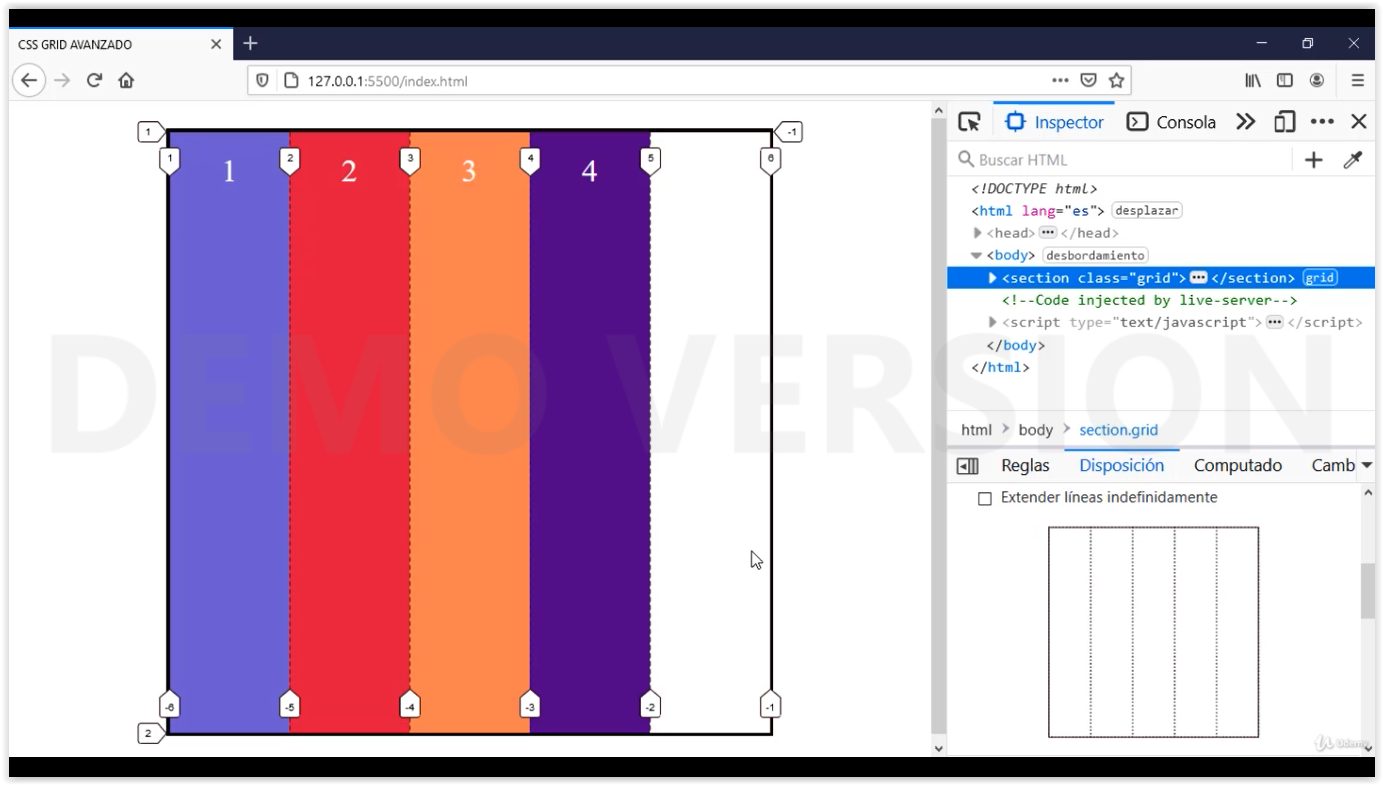 CSS GRID AVANZADO
127.0.0.1:5500/index.html
Inspector
Consola
Buscar HTML
<!DOCTYPE html>
<html lang="es"> desplazar
<head> ••• </head>
<body> desbordamiento
<section class="grid"> ••• </section> grid
<!--Code injected by live-server-->
<script type="text/javascript"> ••• </script>
</body>
</html>
html > body > section.grid
Reglas Disposición Computado Camb
Extender líneas indefinidamente
1 -1
1 2 3 4 5 6
1 2 3 4
-6 -5 -4 -3 -2 -1
2
DEMO VERSION
Udemy